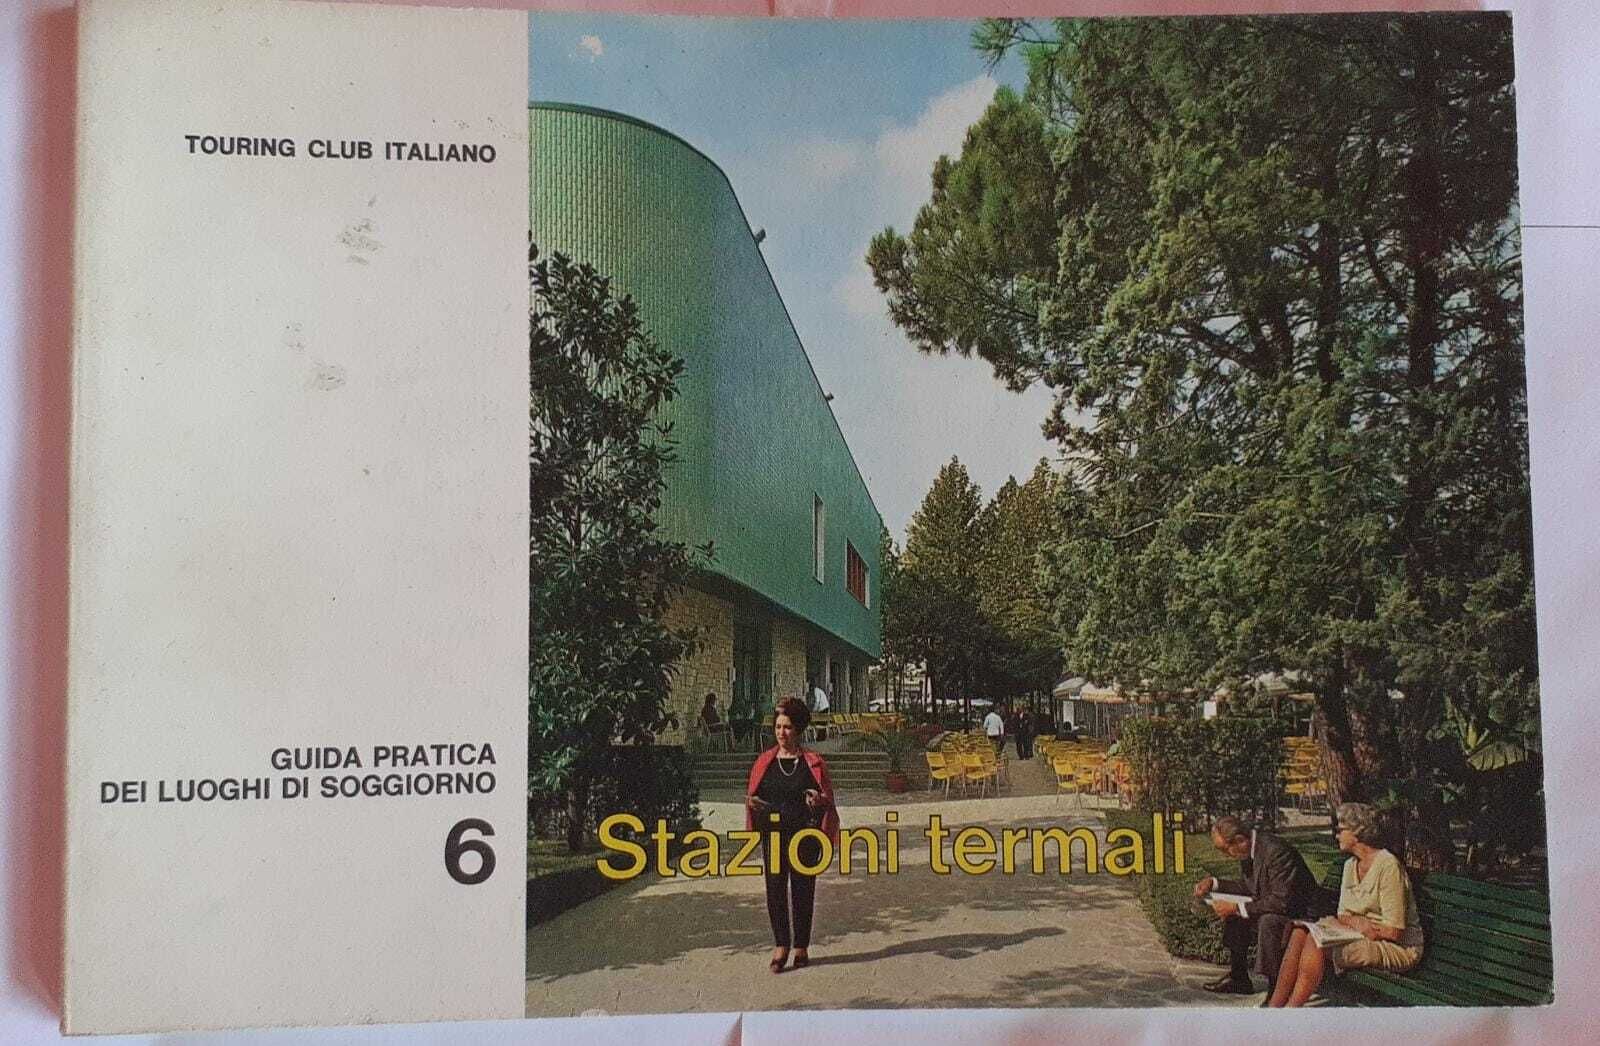 TOURING CLUB ITALIANO
GUIDA PRATICA
DEI LUOGHI DI SOGGIORNO
6
Stazioni termali